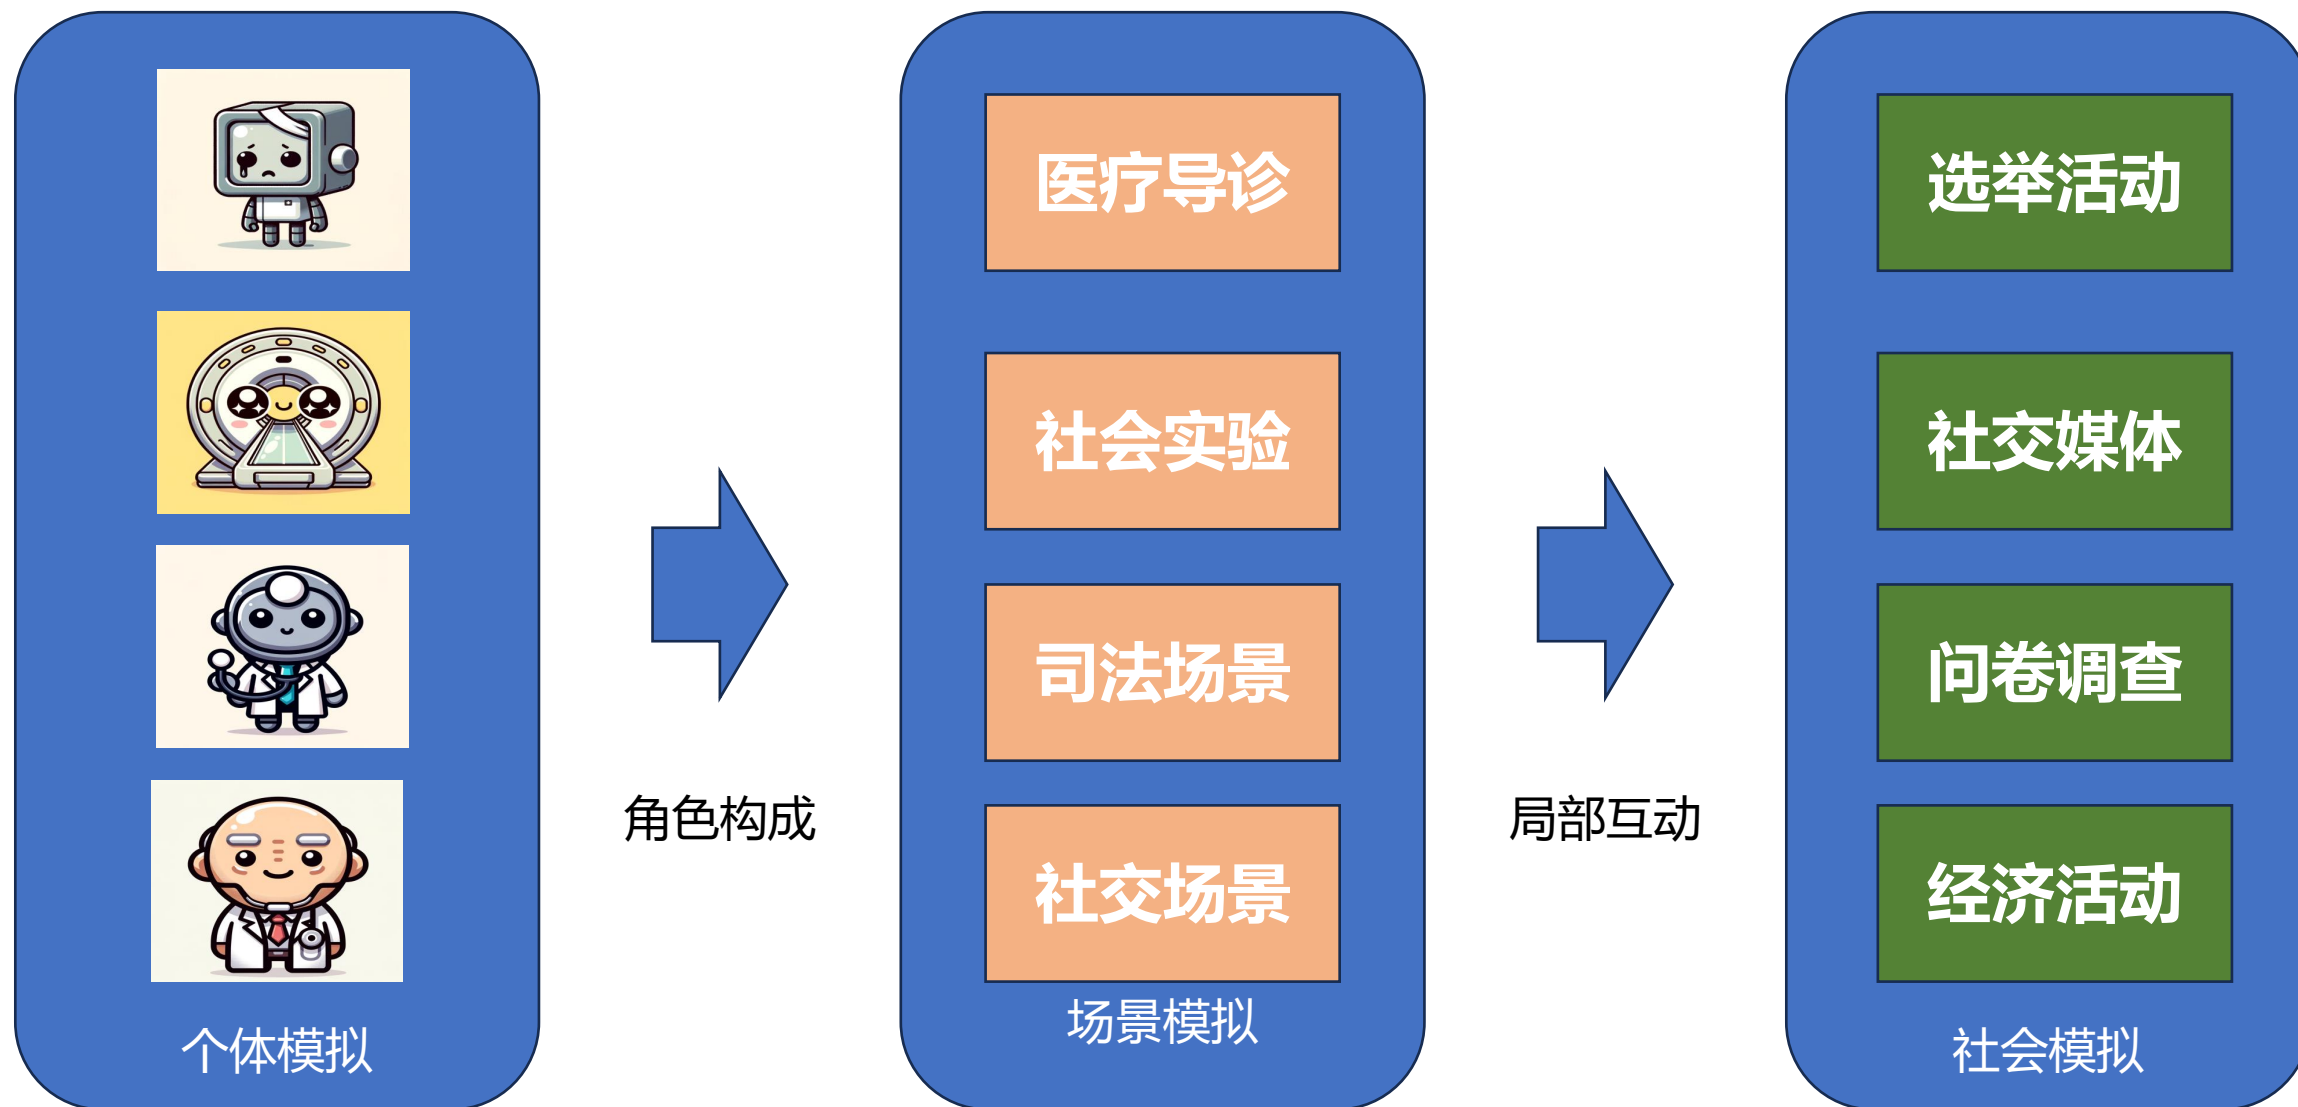 个体模拟
角色构成
医疗导诊
社会实验
司法场景
社交场景
场景模拟
局部互动
选举活动
社交媒体
问卷调查
经济活动
社会模拟